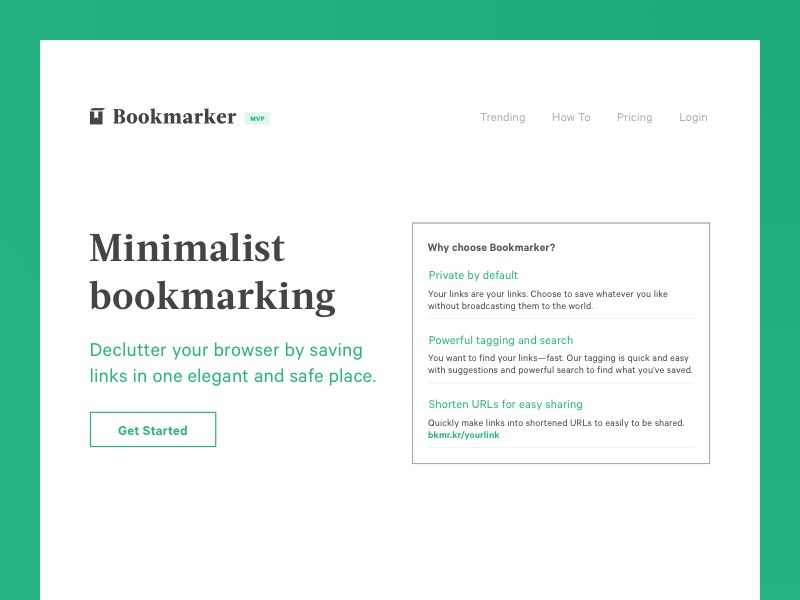 Bookmarker MVP
Trending How To Pricing Login
Minimalist
bookmarking
Declutter your browser by saving
links in one elegant and safe place.
Get Started
Why choose Bookmarker?
Private by default
Your links are your links. Choose to save whatever you like
without broadcasting them to the world.
Powerful tagging and search
You want to find your links—fast. Our tagging is quick and easy
with suggestions and powerful search to find what you've saved.
Shorten URLs for easy sharing
Quickly make links into shortened URLs to easily to be shared.
bkmr.kr/yourlink